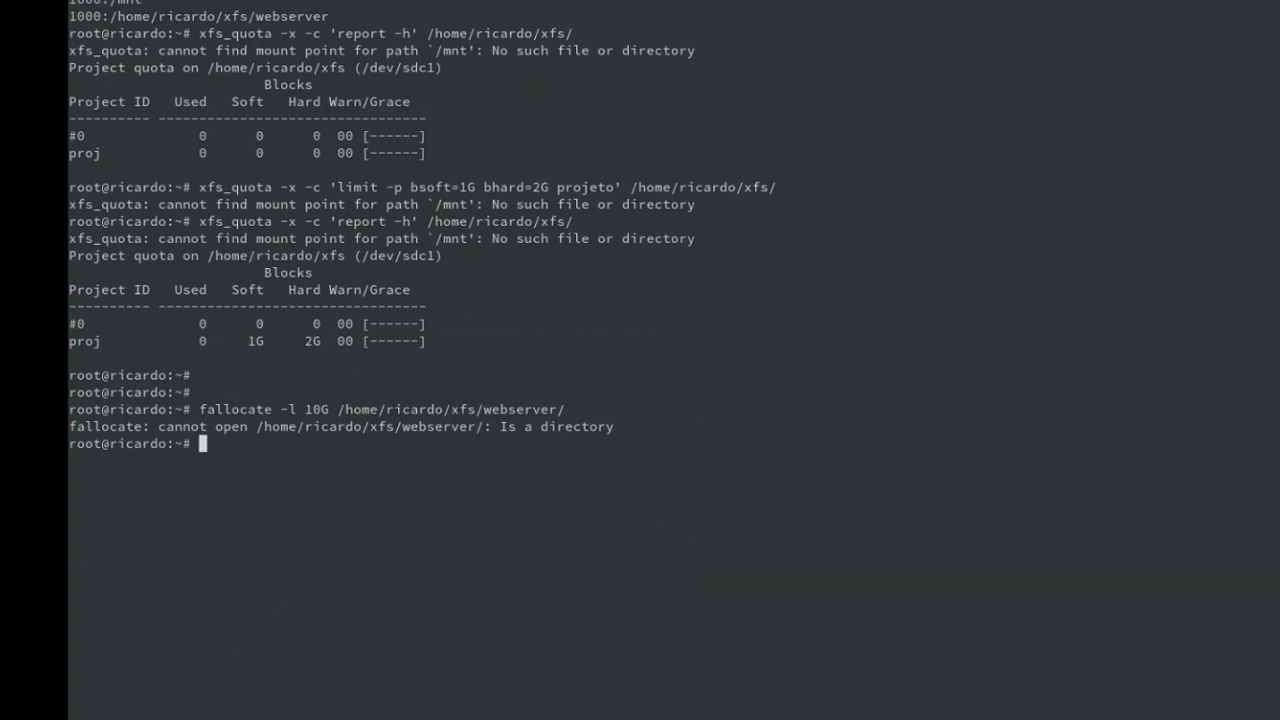 1000:/mnt
1000:/home/ricardo/xfs/webserver
root@ricardo:~# xfs_quota -x -c 'report -h' /home/ricardo/xfs/
xfs_quota: cannot find mount point for path `/mnt': No such file or directory
Project quota on /home/ricardo/xfs (/dev/sdc1)
                        Blocks
Project ID   Used   Soft   Hard Warn/Grace
---------- ---------------------------------
#0              0      0      0  00 [------]
proj            0      0      0  00 [------]
root@ricardo:~# xfs_quota -x -c 'limit -p bsoft=1G bhard=2G projeto' /home/ricardo/xfs/
xfs_quota: cannot find mount point for path `/mnt': No such file or directory
root@ricardo:~# xfs_quota -x -c 'report -h' /home/ricardo/xfs/
xfs_quota: cannot find mount point for path `/mnt': No such file or directory
Project quota on /home/ricardo/xfs (/dev/sdc1)
                        Blocks
Project ID   Used   Soft   Hard Warn/Grace
---------- ---------------------------------
#0              0      0      0  00 [------]
proj            0     1G     2G  00 [------]
root@ricardo:~#
root@ricardo:~#
root@ricardo:~# fallocate -l 10G /home/ricardo/xfs/webserver/
fallocate: cannot open /home/ricardo/xfs/webserver/: Is a directory
root@ricardo:~#